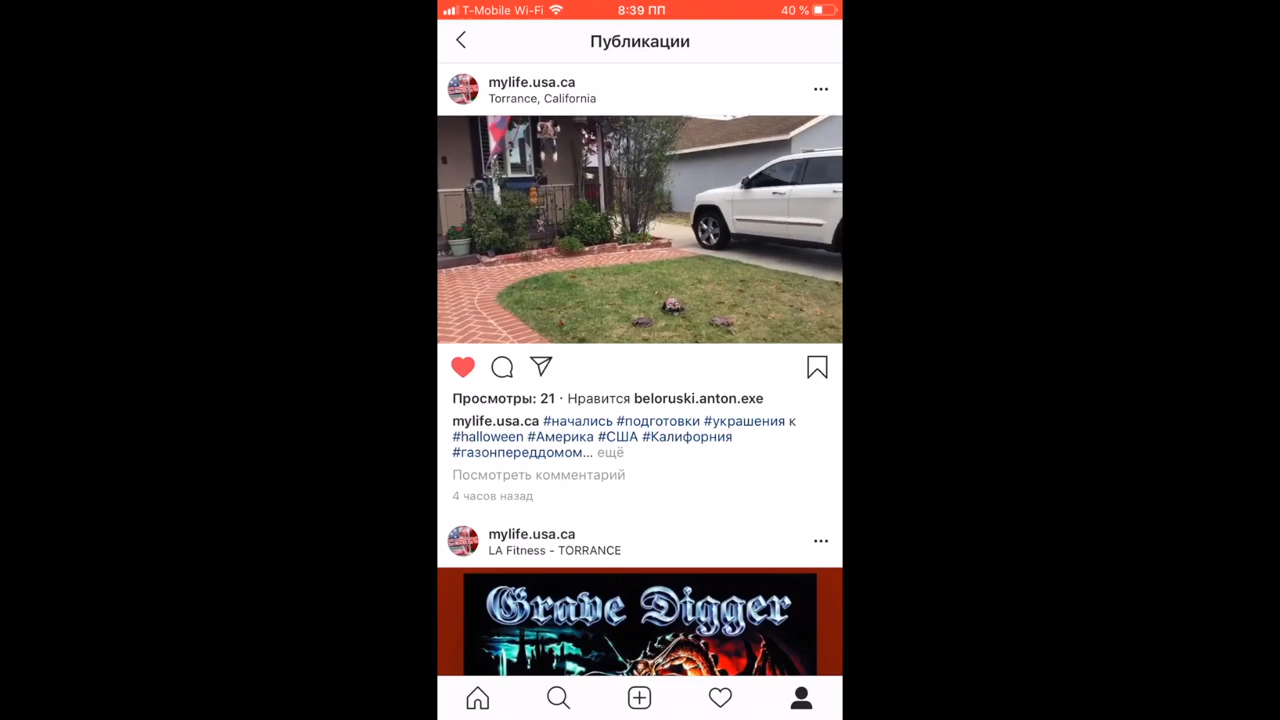 T-Mobile Wi-Fi 8:39 ПП 40 %
Публикации
mylife.usa.ca
Torrance, California
Просмотры: 21 · Нравится beloruski.anton.exe
mylife.usa.ca #начались #подготовки #украшения к
#halloween #Америка #США #Калифорния
#газонпереддомом... ещё
Посмотреть комментарий
4 часов назад
mylife.usa.ca
LA Fitness - TORRANCE
Grave Digger